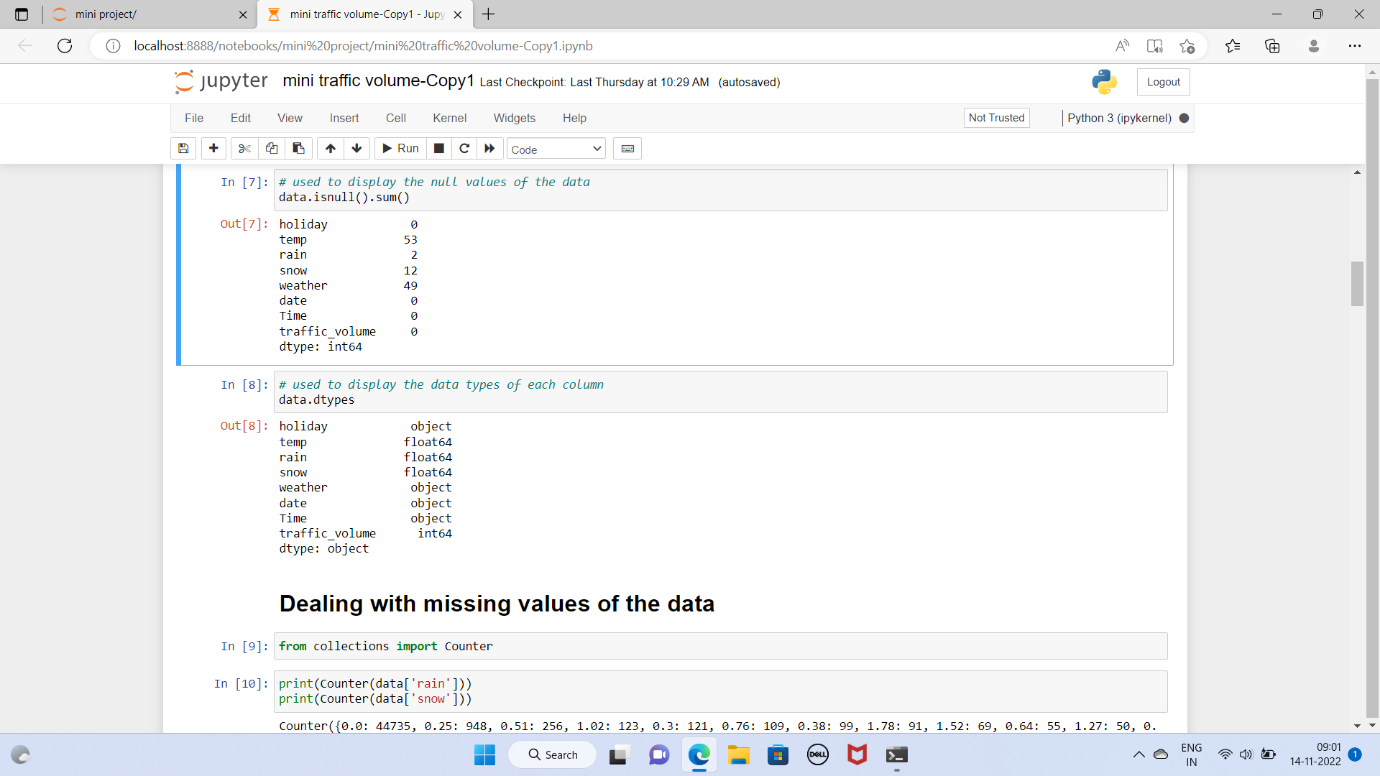 mini project/
mini traffic volume-Copy1 - Jupy
localhost:8888/notebooks/mini%20project/mini%20traffic%20volume-Copy1.ipynb
jupyter mini traffic volume-Copy1 Last Checkpoint: Last Thursday at 10:29 AM (autosaved)
Logout
File Edit View Insert Cell Kernel Widgets Help
Not Trusted
Python 3 (ipykernel)
Run
Code
In [7]: # used to display the null values of the data
data.isnull().sum()
Out[7]: holiday 0
temp 53
rain 2
snow 12
weather 49
date 0
Time 0
traffic_volume 0
dtype: int64
In [8]: # used to display the data types of each column
data.dtypes
Out[8]: holiday object
temp float64
rain float64
snow float64
weather object
date object
Time object
traffic_volume int64
dtype: object
Dealing with missing values of the data
In [9]: from collections import Counter
In [10]: print(Counter(data['rain']))
print(Counter(data['snow']))
Counter({0.0: 44735, 0.25: 948, 0.51: 256, 1.02: 123, 0.3: 121, 0.76: 109, 0.38: 99, 1.78: 91, 1.52: 69, 0.64: 55, 1.27: 50, 0.
Search
DELL
ENG
IN
09:01
14-11-2022
1